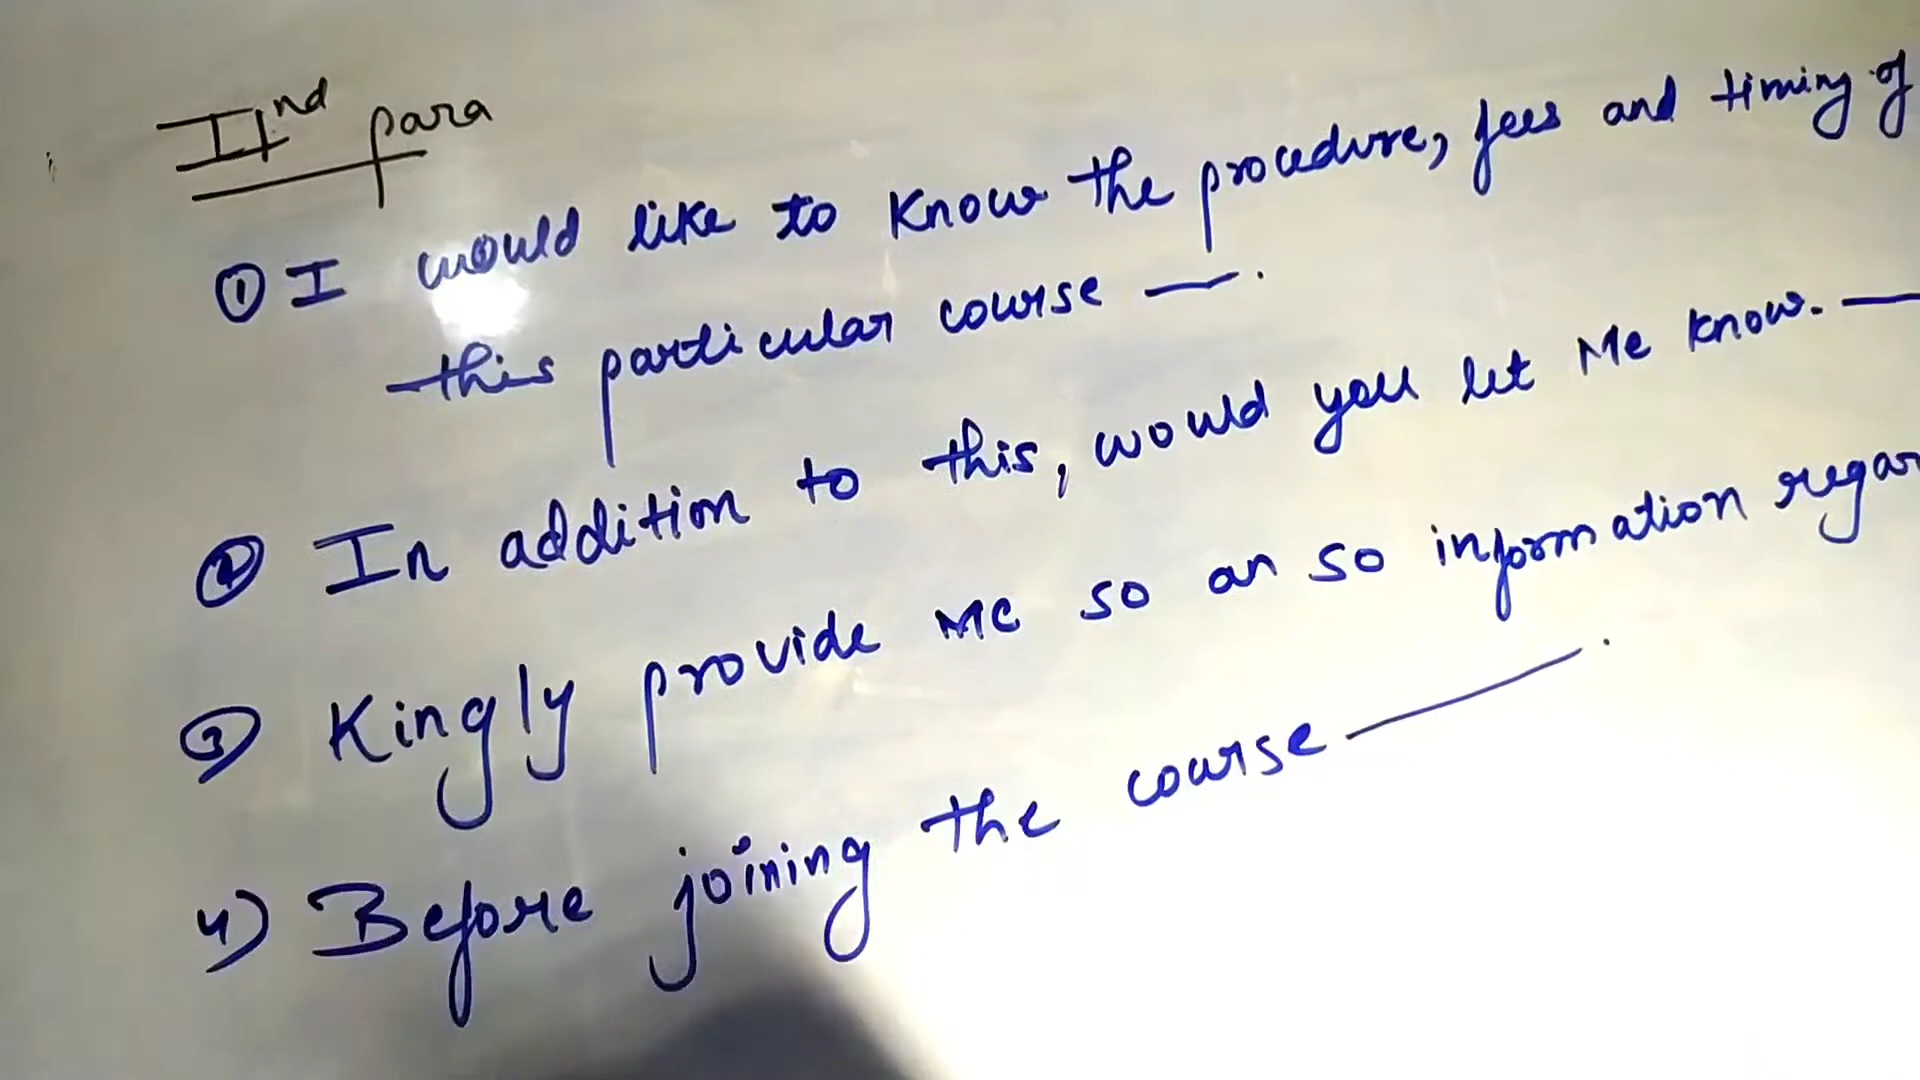 IInd para
① I would like to know the procedure, fees and timing of
this particular course —.
② In addition to this, would you let Me know. —
③ Kingly provide Me so an so information regar
4) Before joining the course —.